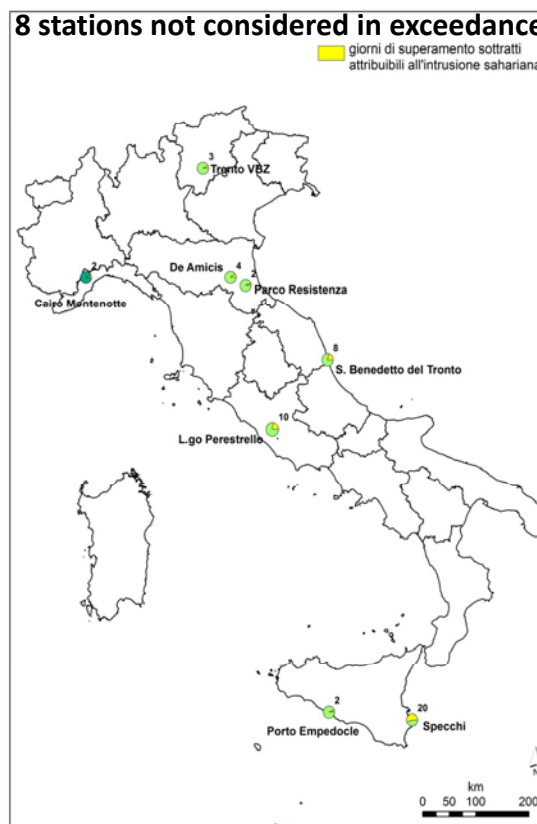 8 stations not considered in exceedance
giorni di superamento sottratti
attribuibili all'intrusione sahariana
3
Trento VBZ
De Amicis
4
2
Parco Resistenza
2
Cairo Montenotte
8
S. Benedetto del Tronto
10
L.go Perestrello
2
Porto Empedocle
20
Specchi
N
km
0 50 100 200